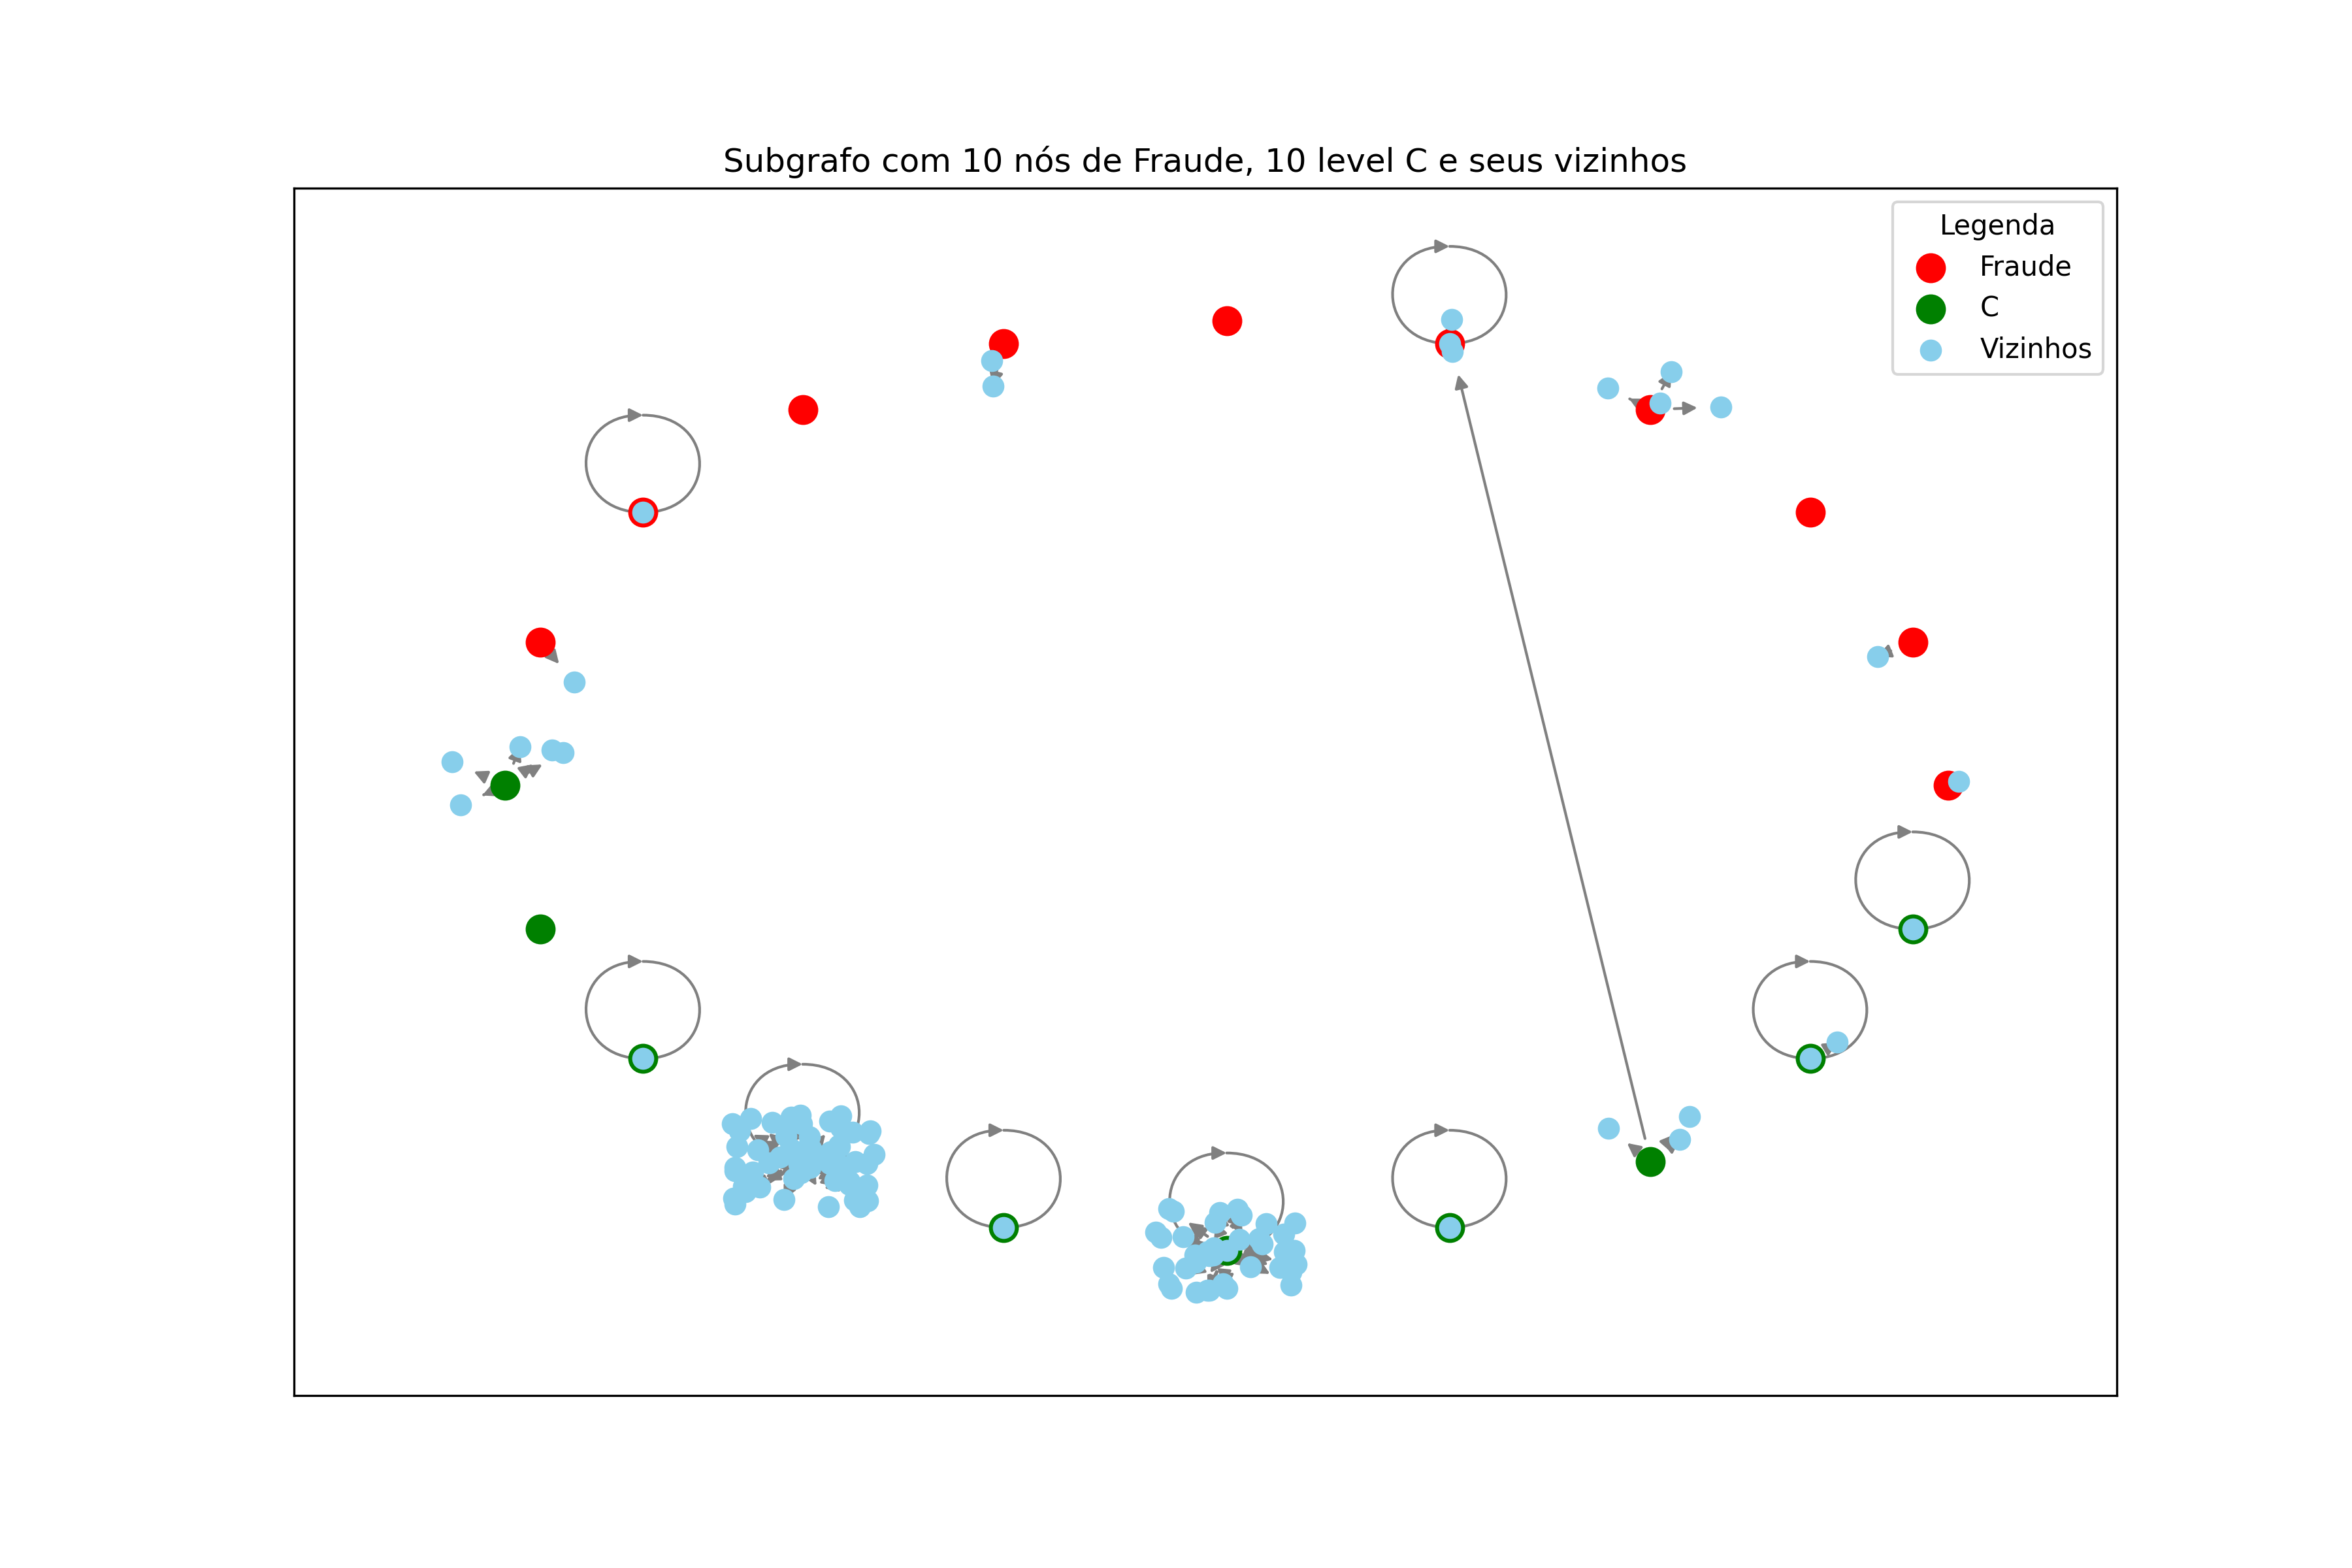 Subgrafo com 10 nós de Fraude, 10 level C e seus vizinhos
Legenda
Fraude
C
Vizinhos